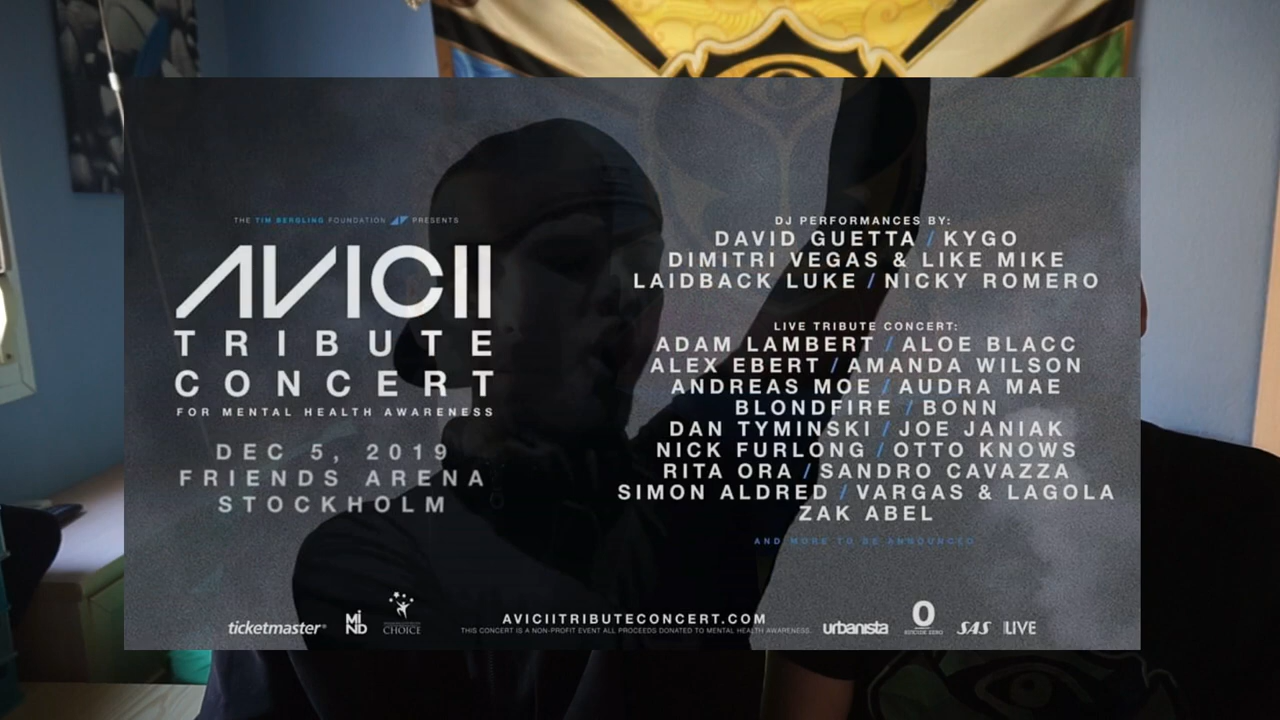 THE TIM BERGLING FOUNDATION PRESENTS
AVICII
TRIBUTE
CONCERT
FOR MENTAL HEALTH AWARENESS
DEC 5, 2019
FRIENDS ARENA
STOCKHOLM
DJ PERFORMANCES BY:
DAVID GUETTA / KYGO
DIMITRI VEGAS & LIKE MIKE
LAIDBACK LUKE / NICKY ROMERO
LIVE TRIBUTE CONCERT:
ADAM LAMBERT / ALOE BLACC
ALEX EBERT / AMANDA WILSON
ANDREAS MOE / AUDRA MAE
BLONDFIRE / BONN
DAN TYMINSKI / JOE JANIAK
NICK FURLONG / OTTO KNOWS
RITA ORA / SANDRO CAVAZZA
SIMON ALDRED / VARGAS & LAGOLA
ZAK ABEL
AND MORE TO BE ANNOUNCED
ticketmaster®
MiND
CHOICE
AVICIITRIBUTECONCERT.COM
THIS CONCERT IS A NON-PROFIT EVENT ALL PROCEEDS DONATED TO MENTAL HEALTH AWARENESS.
urbanista
SUICIDE ZERO
SAS
LIVE